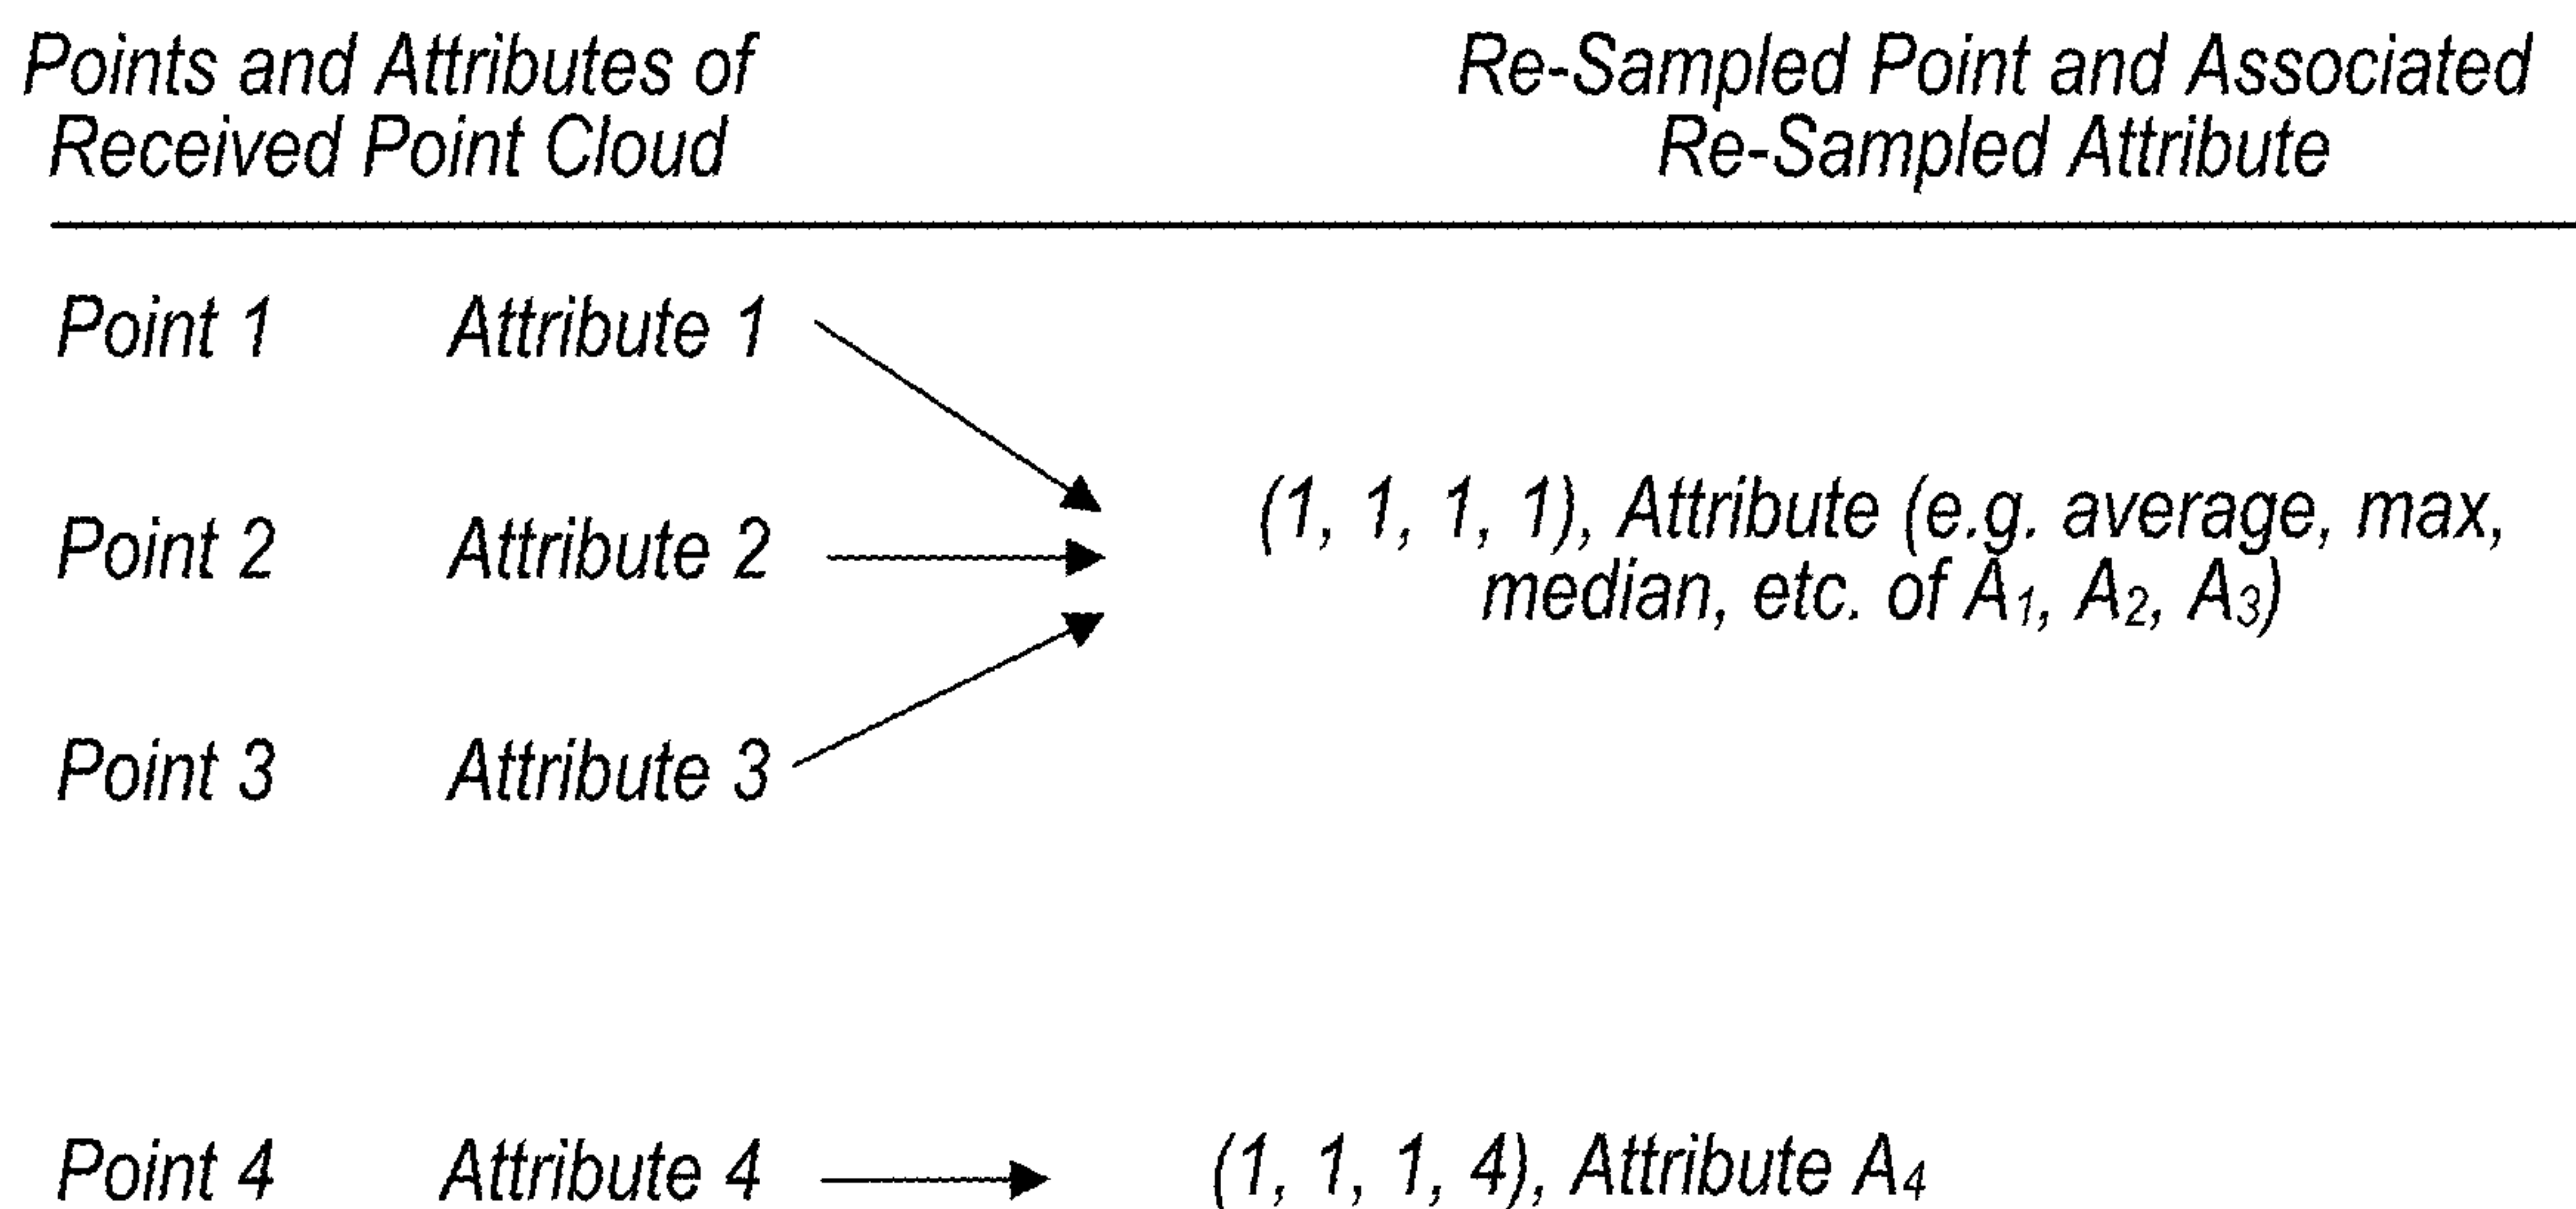 Points and Attributes of
Received Point Cloud
Re-Sampled Point and Associated
Re-Sampled Attribute
Point 1 Attribute 1
Point 2 Attribute 2
(1, 1, 1, 1), Attribute (e.g. average, max,
median, etc. of A₁, A₂, A₃)
Point 3 Attribute 3
Point 4 Attribute 4 (1, 1, 1, 4), Attribute A₄